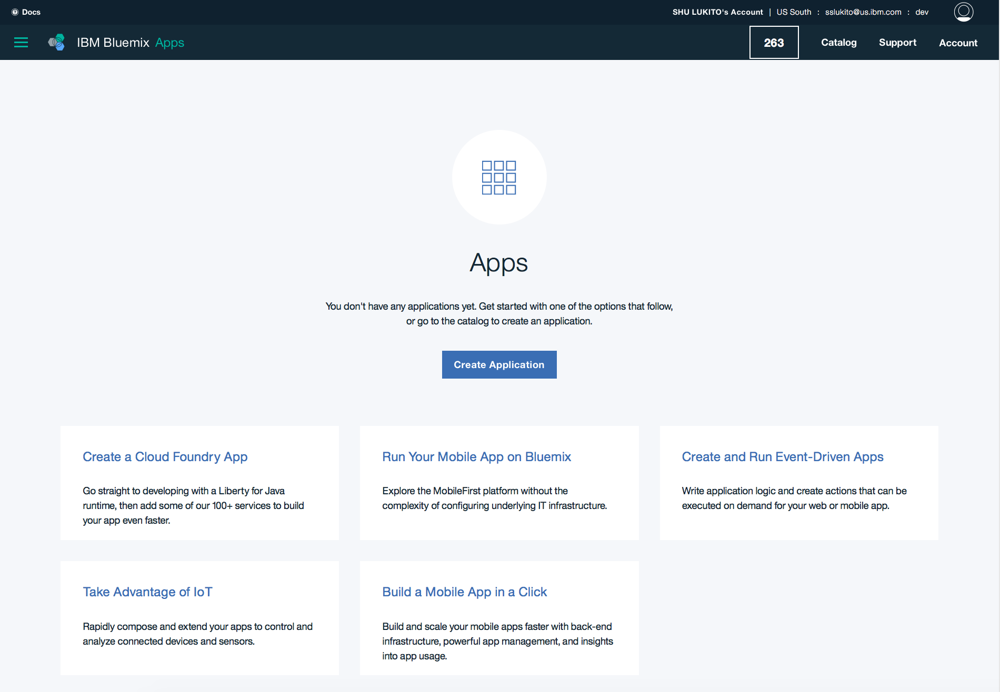 Docs
SHU LUKITO's Account | US South : sslukito@us.ibm.com : dev
IBM Bluemix Apps
263
Catalog
Support
Account
Apps
You don't have any applications yet. Get started with one of the options that follow,
or go to the catalog to create an application.
Create Application
Create a Cloud Foundry App
Go straight to developing with a Liberty for Java
runtime, then add some of our 100+ services to build
your app even faster.
Run Your Mobile App on Bluemix
Explore the MobileFirst platform without the
complexity of configuring underlying IT infrastructure.
Create and Run Event-Driven Apps
Write application logic and create actions that can be
executed on demand for your web or mobile app.
Take Advantage of IoT
Rapidly compose and extend your apps to control and
analyze connected devices and sensors.
Build a Mobile App in a Click
Build and scale your mobile apps faster with back-end
infrastructure, powerful app management, and insights
into app usage.